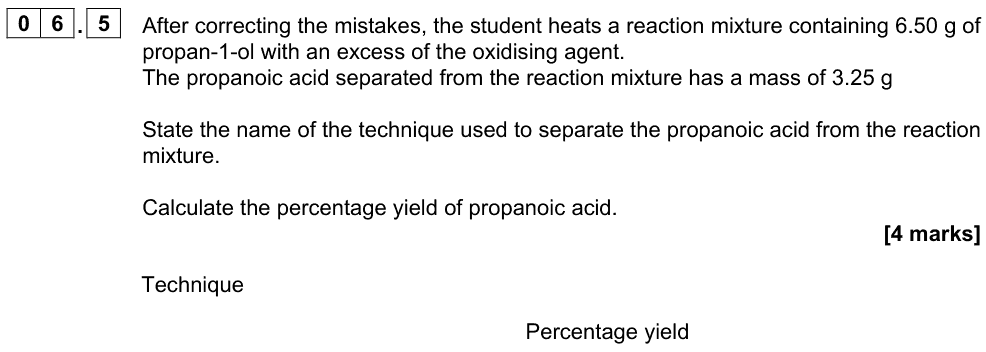 0 6 . 5 After correcting the mistakes, the student heats a reaction mixture containing 6.50 g of
propan-1-ol with an excess of the oxidising agent.
The propanoic acid separated from the reaction mixture has a mass of 3.25 g
State the name of the technique used to separate the propanoic acid from the reaction
mixture.
Calculate the percentage yield of propanoic acid.
[4 marks]
Technique
Percentage yield